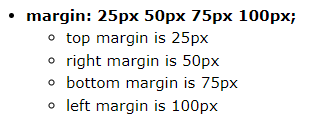 margin: 25px 50px 75px 100px;
top margin is 25px
right margin is 50px
bottom margin is 75px
left margin is 100px